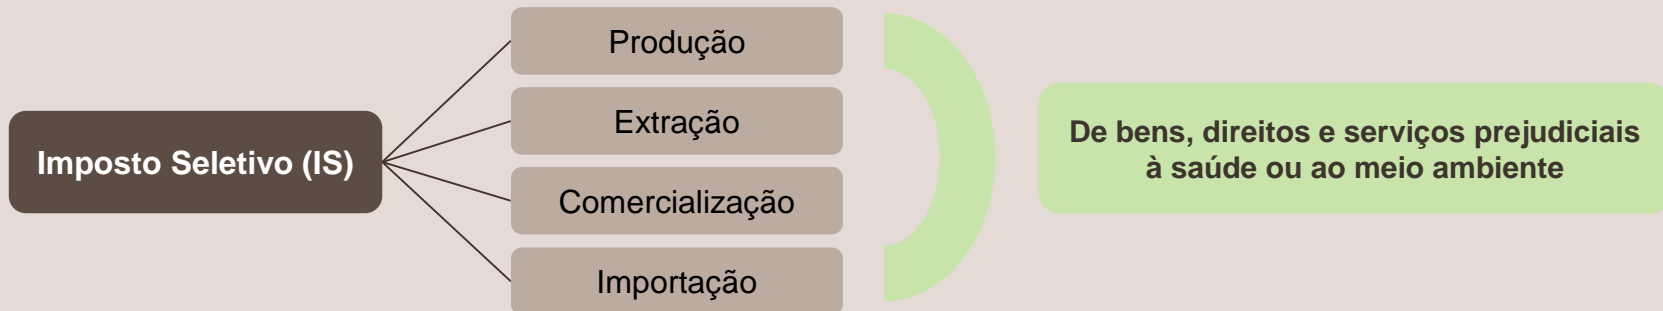 Imposto Seletivo (IS)
Produção
Extração
Comercialização
Importação
De bens, direitos e serviços prejudiciais
à saúde ou ao meio ambiente